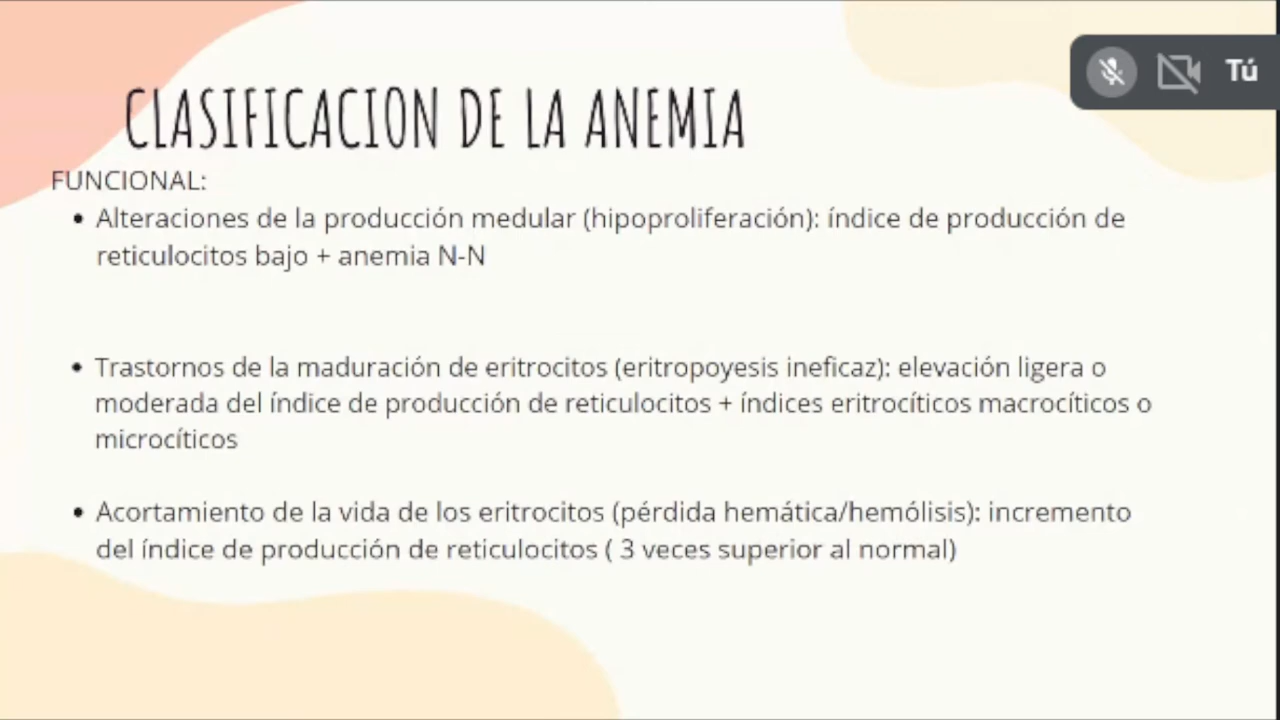 Tú
CLASIFICACION DE LA ANEMIA
FUNCIONAL:
• Alteraciones de la producción medular (hipoproliferación): índice de producción de
reticulocitos bajo + anemia N-N
• Trastornos de la maduración de eritrocitos (eritropoyesis ineficaz): elevación ligera o
moderada del índice de producción de reticulocitos + índices eritrocíticos macrocíticos o
microcíticos
• Acortamiento de la vida de los eritrocitos (pérdida hemática/hemólisis): incremento
del índice de producción de reticulocitos ( 3 veces superior al normal)